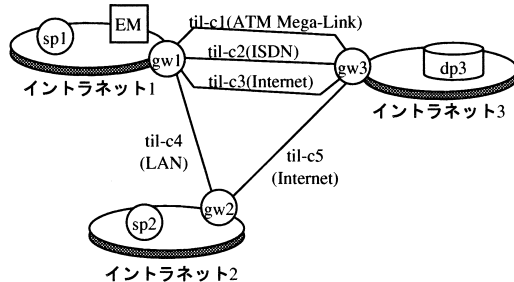 EM
til-c1(ATM Mega-Link)
sp1
til-c2(ISDN)
gw1
gw3
dp3
til-c3(Internet)
イントラネット1
イントラネット3
til-c4
(LAN)
til-c5
(Internet)
gw2
sp2
イントラネット2